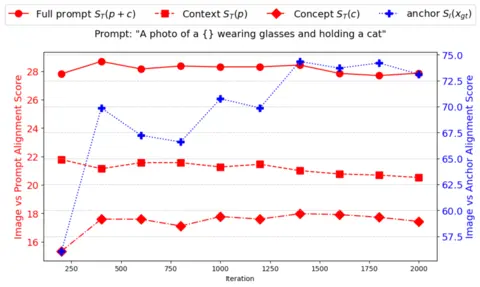 Full prompt S_T(p + c) Context S_T(p) Concept S_T(c) anchor S_I(x_gt)
Prompt: "A photo of a {} wearing glasses and holding a cat"
Image vs Prompt Alignment Score
28
26
24
22
20
18
16
75.0
72.5
70.0
67.5
65.0
62.5
60.0
57.5
Image vs Anchor Alignment Score
250 500 750 1000 1250 1500 1750 2000
Iteration